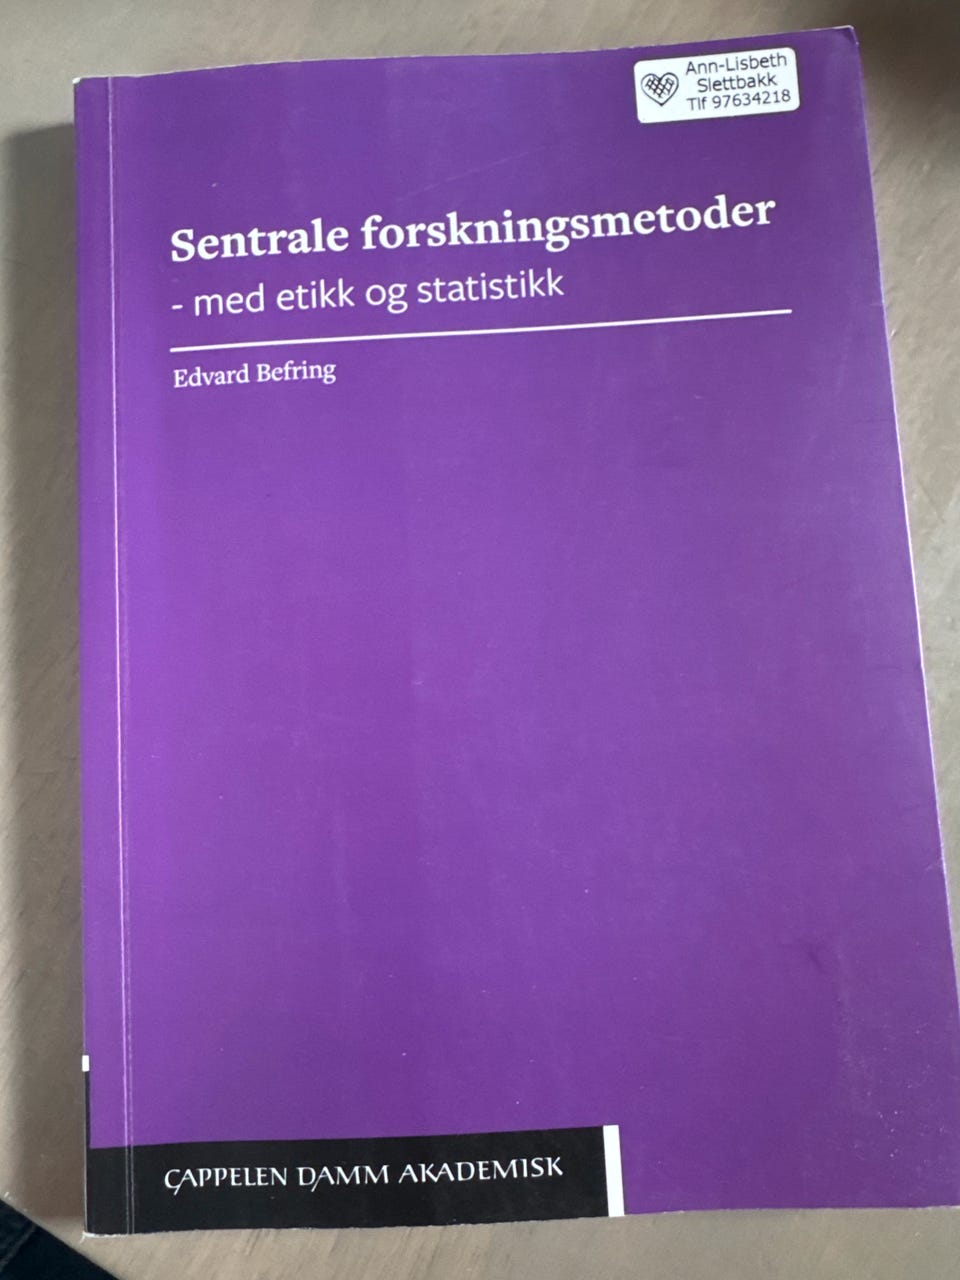 Ann-Lisbeth
Slettbakk
Tlf 97634218
Sentrale forskningsmetoder
- med etikk og statistikk
Edvard Befring
CAPPELEN DAMM AKADEMISK